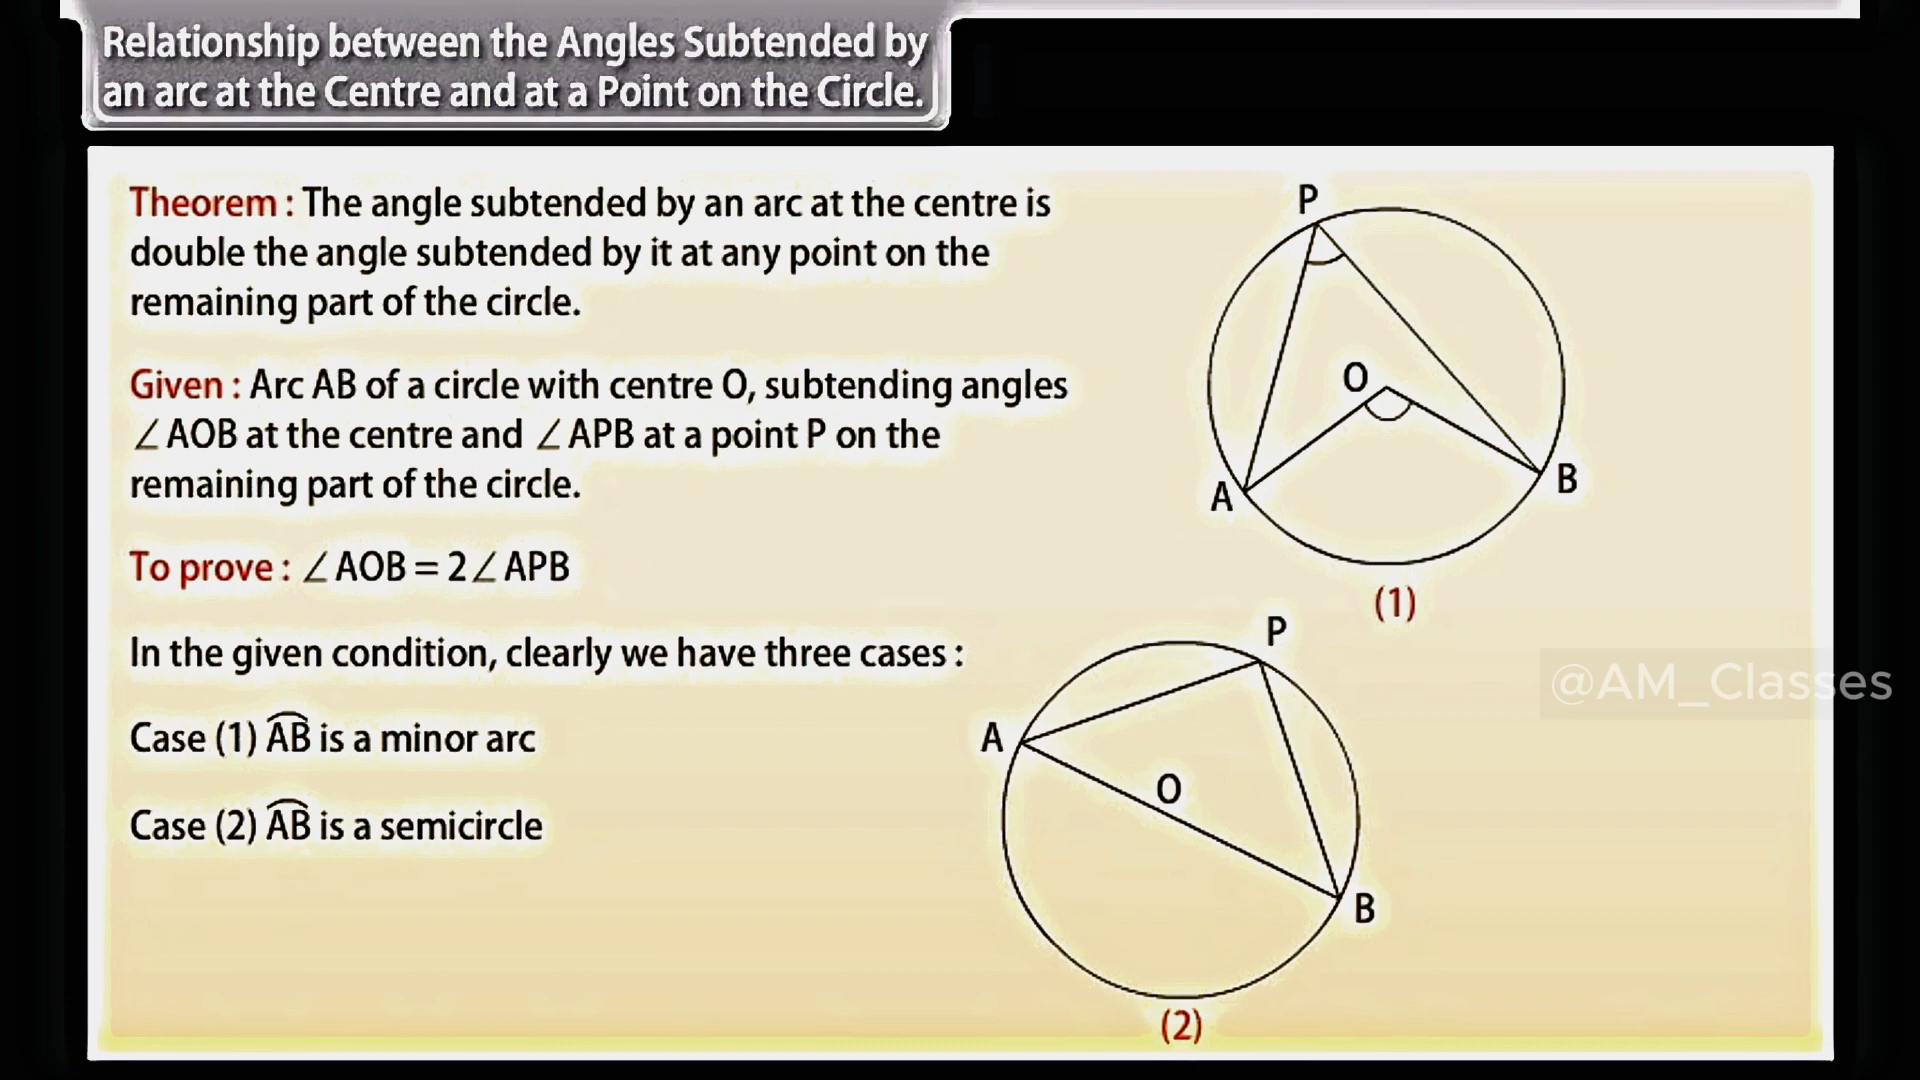 Relationship between the Angles Subtended by
an arc at the Centre and at a Point on the Circle.
Theorem : The angle subtended by an arc at the centre is
double the angle subtended by it at any point on the
remaining part of the circle.
Given : Arc AB of a circle with centre O, subtending angles
∠AOB at the centre and ∠APB at a point P on the
remaining part of the circle.
To prove : ∠AOB = 2∠APB
In the given condition, clearly we have three cases :
Case (1) A͡B is a minor arc
Case (2) A͡B is a semicircle
P
O
A
B
(1)
P
A
O
B
(2)
@AM_Classes